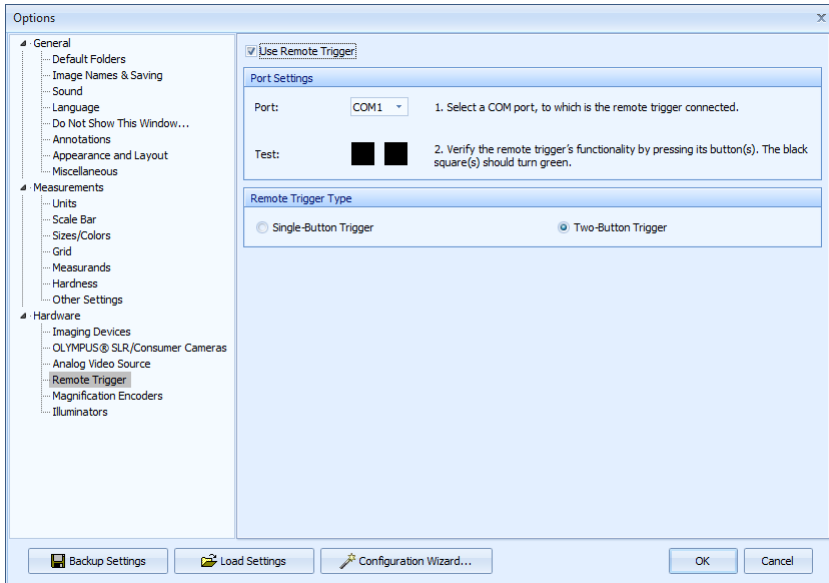 Options
x
General
Default Folders
Image Names & Saving
Sound
Language
Do Not Show This Window...
Annotations
Appearance and Layout
Miscellaneous
Measurements
Units
Scale Bar
Sizes/Colors
Grid
Measurands
Hardness
Other Settings
Hardware
Imaging Devices
OLYMPUS® SLR/Consumer Cameras
Analog Video Source
Remote Trigger
Magnification Encoders
Illuminators
Use Remote Trigger
Port Settings
Port: COM1 1. Select a COM port, to which is the remote trigger connected.
Test: 2. Verify the remote trigger's functionality by pressing its button(s). The black
square(s) should turn green.
Remote Trigger Type
Single-Button Trigger Two-Button Trigger
Backup Settings Load Settings Configuration Wizard... OK Cancel